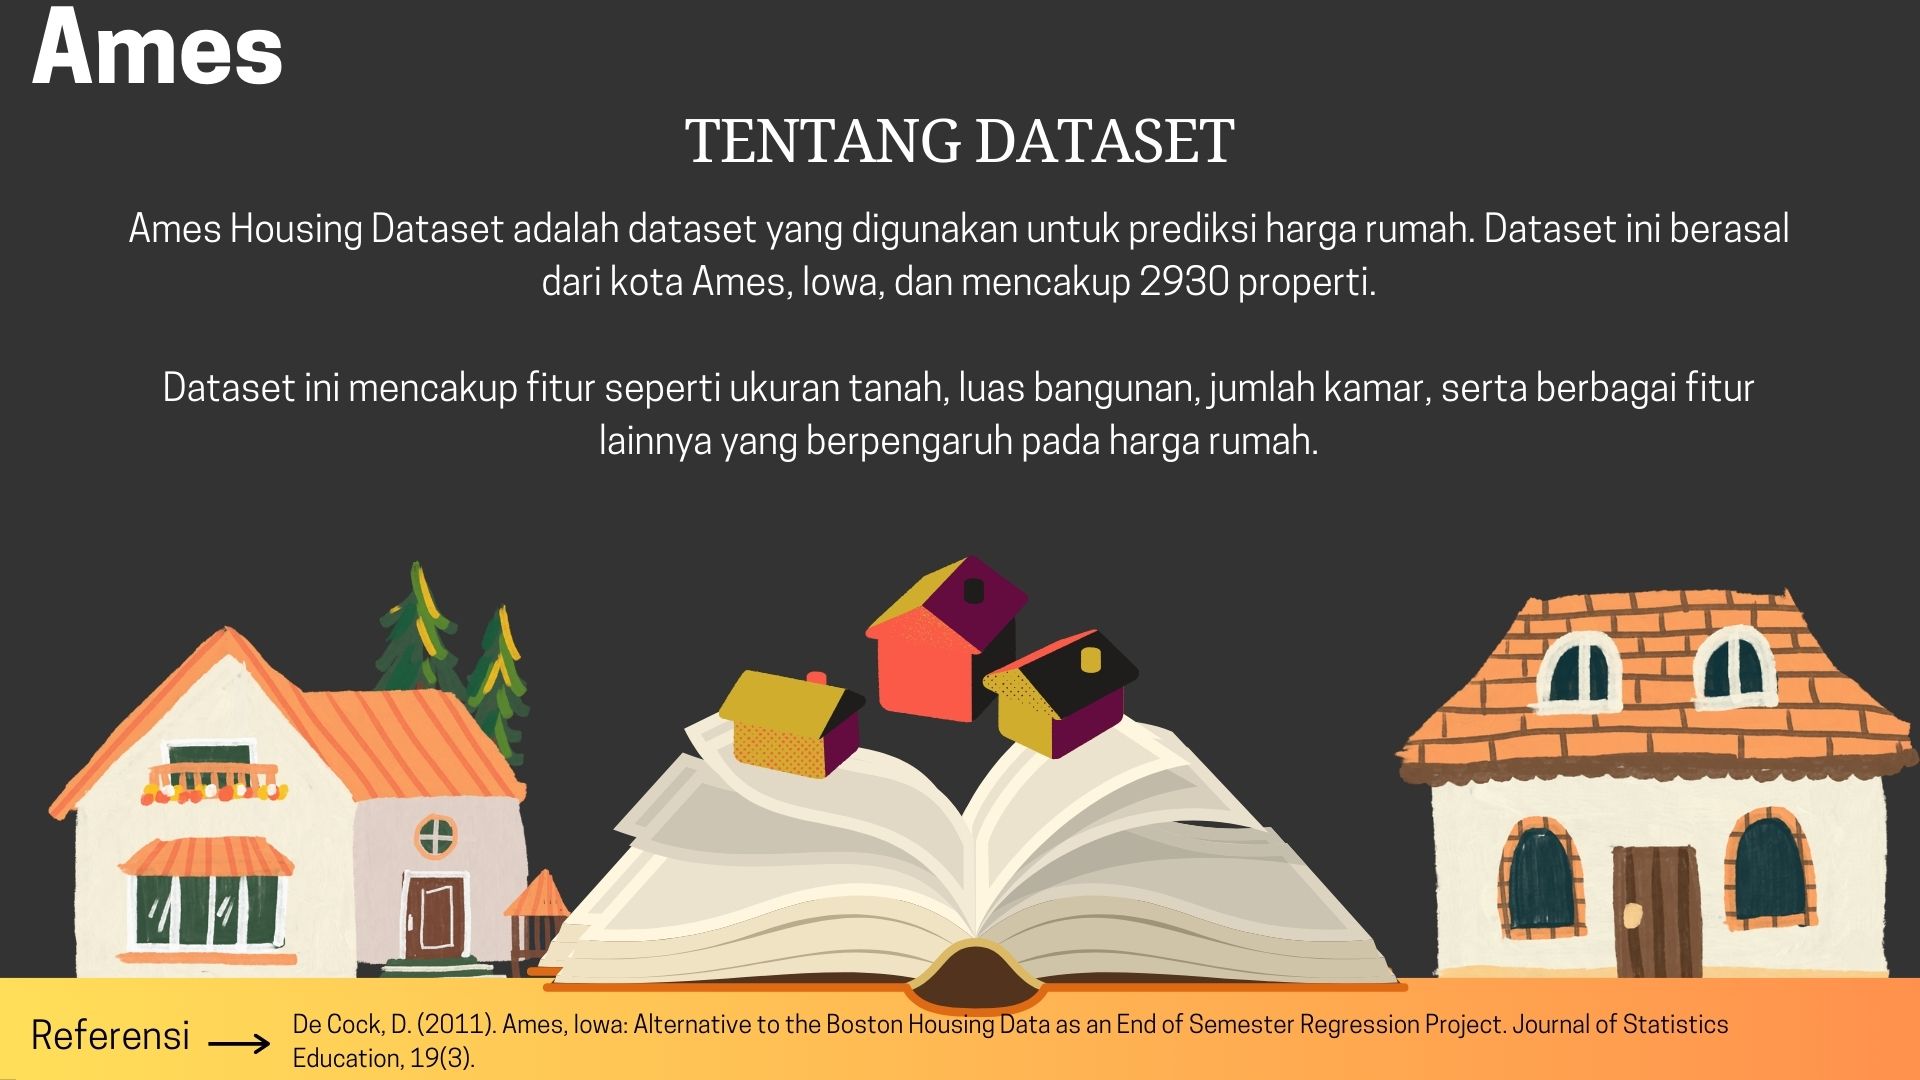 Ames
TENTANG DATASET
Ames Housing Dataset adalah dataset yang digunakan untuk prediksi harga rumah. Dataset ini berasal
dari kota Ames, Iowa, dan mencakup 2930 properti.
Dataset ini mencakup fitur seperti ukuran tanah, luas bangunan, jumlah kamar, serta berbagai fitur
lainnya yang berpengaruh pada harga rumah.
Referensi
De Cock, D. (2011). Ames, Iowa: Alternative to the Boston Housing Data as an End of Semester Regression Project. Journal of Statistics
Education, 19(3).